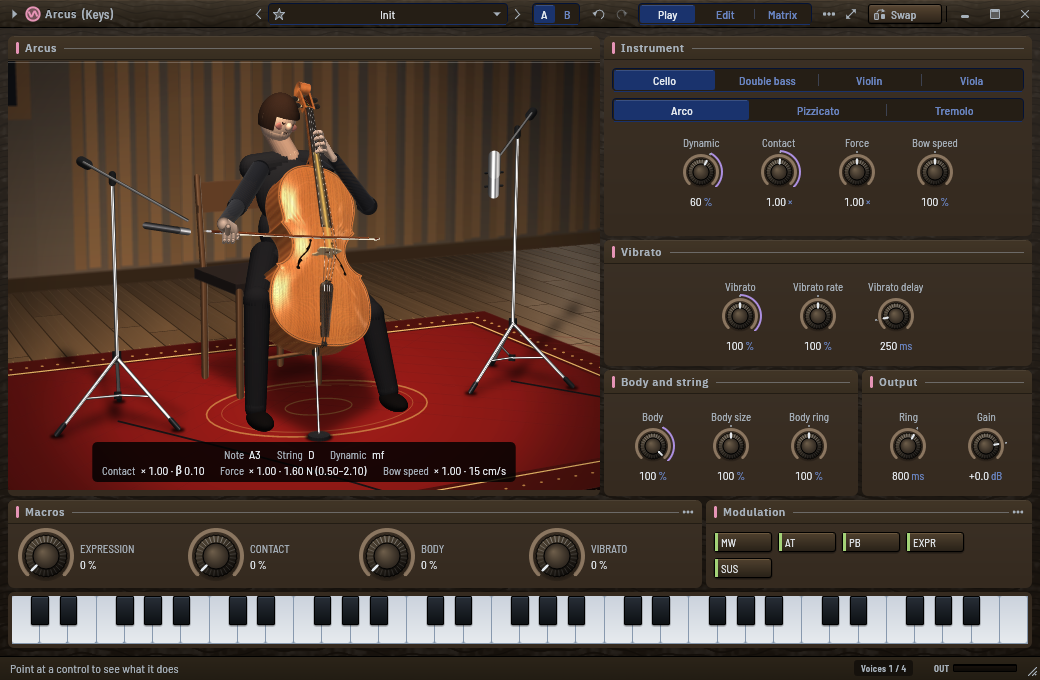 Arcus (Keys)
Init
A B
Play Edit Matrix
Swap
Arcus
Note A3 String D Dynamic mf
Contact × 1.00 · β 0.10 Force × 1.00 · 1.60 N (0.50–2.10) Bow speed × 1.00 · 15 cm/s
Instrument
Cello Double bass Violin Viola
Arco Pizzicato Tremolo
Dynamic Contact Force Bow speed
60 % 1.00 × 1.00 × 100 %
Vibrato
Vibrato Vibrato rate Vibrato delay
100 % 100 % 250 ms
Body and string
Body Body size Body ring
100 % 100 % 100 %
Output
Ring Gain
800 ms +0.0 dB
Macros
EXPRESSION
0 %
CONTACT
0 %
BODY
0 %
VIBRATO
0 %
Modulation
MW AT PB EXPR
SUS
Point at a control to see what it does
Voices 1 / 4 OUT